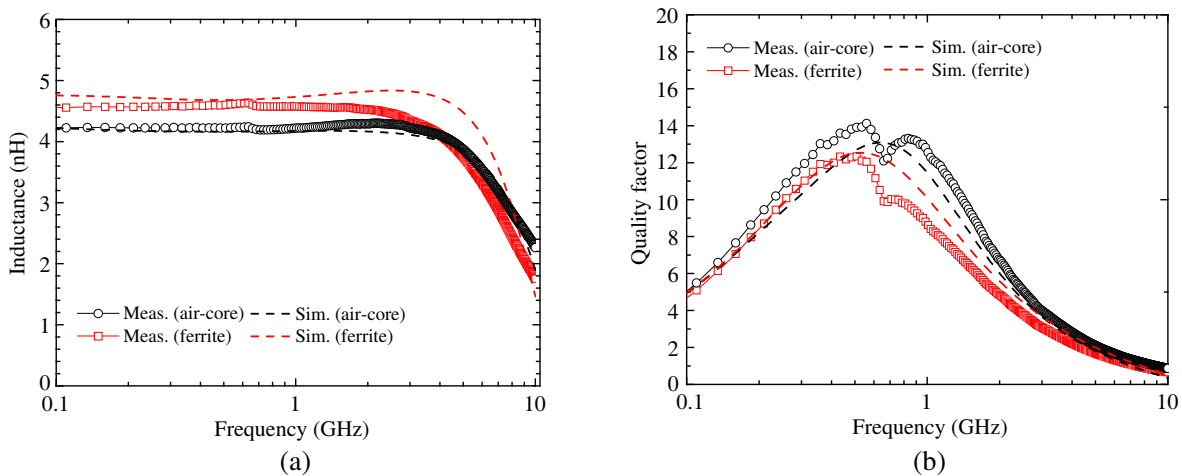 6
5
4
3
2
1
0
Inductance (nH)
Meas. (air-core)
Sim. (air-core)
Meas. (ferrite)
Sim. (ferrite)
0.1
1
10
Frequency (GHz)
(a)
20
18
16
14
12
10
8
6
4
2
0
Quality factor
Meas. (air-core)
Sim. (air-core)
Meas. (ferrite)
Sim. (ferrite)
0.1
1
10
Frequency (GHz)
(b)